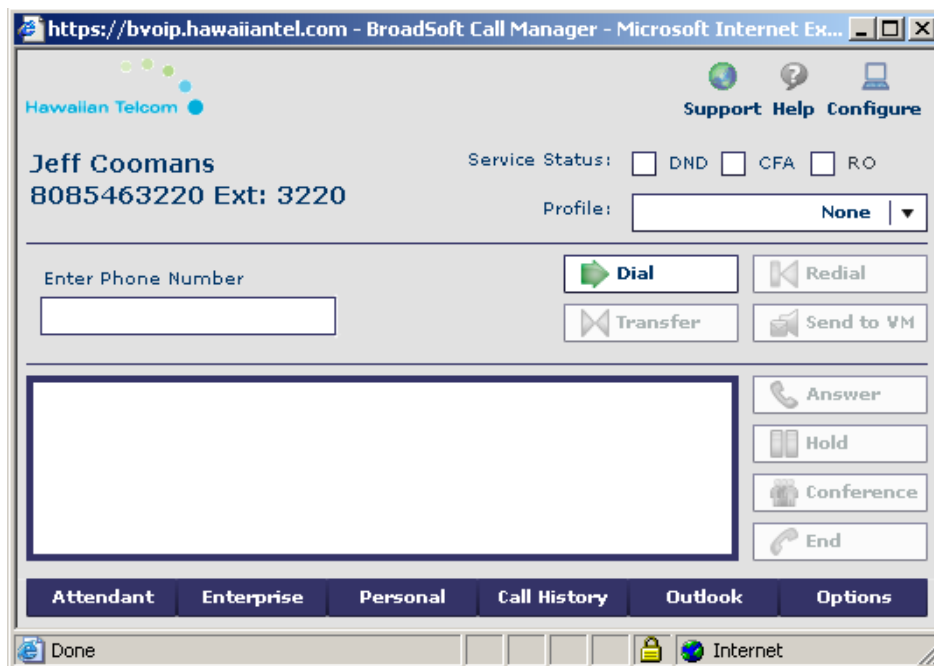 https://bvoip.hawaiiantel.com - BroadSoft Call Manager - Microsoft Internet Ex...
Hawaiian Telcom
Support Help Configure
Jeff Coomans
8085463220 Ext: 3220
Service Status: DND CFA RO
Profile: None
Enter Phone Number
Dial
Redial
Transfer
Send to VM
Answer
Hold
Conference
End
Attendant Enterprise Personal Call History Outlook Options
Done Internet